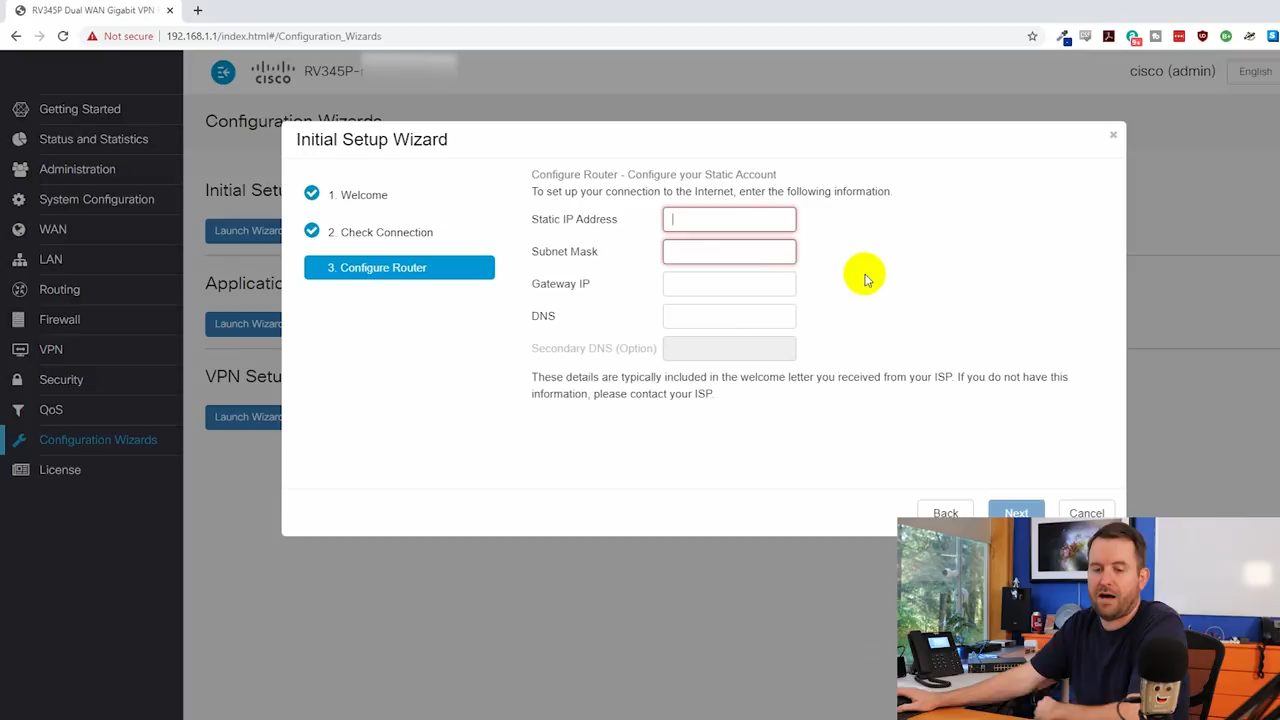 RV345P Dual WAN Gigabit VPN
Not secure
192.168.1.1/index.html#/Configuration_Wizards
cisco
RV345P-
cisco (admin)
English
Getting Started
Status and Statistics
Administration
System Configuration
WAN
LAN
Routing
Firewall
VPN
Security
QoS
Configuration Wizards
License
Configuration Wizards
Initial Setu
Launch Wizard
Applicatio
Launch Wizard
VPN Setu
Launch Wizard
Initial Setup Wizard
1. Welcome
2. Check Connection
3. Configure Router
Configure Router - Configure your Static Account
To set up your connection to the Internet, enter the following information.
Static IP Address
Subnet Mask
Gateway IP
DNS
Secondary DNS (Option)
These details are typically included in the welcome letter you received from your ISP. If you do not have this
information, please contact your ISP.
Back
Next
Cancel